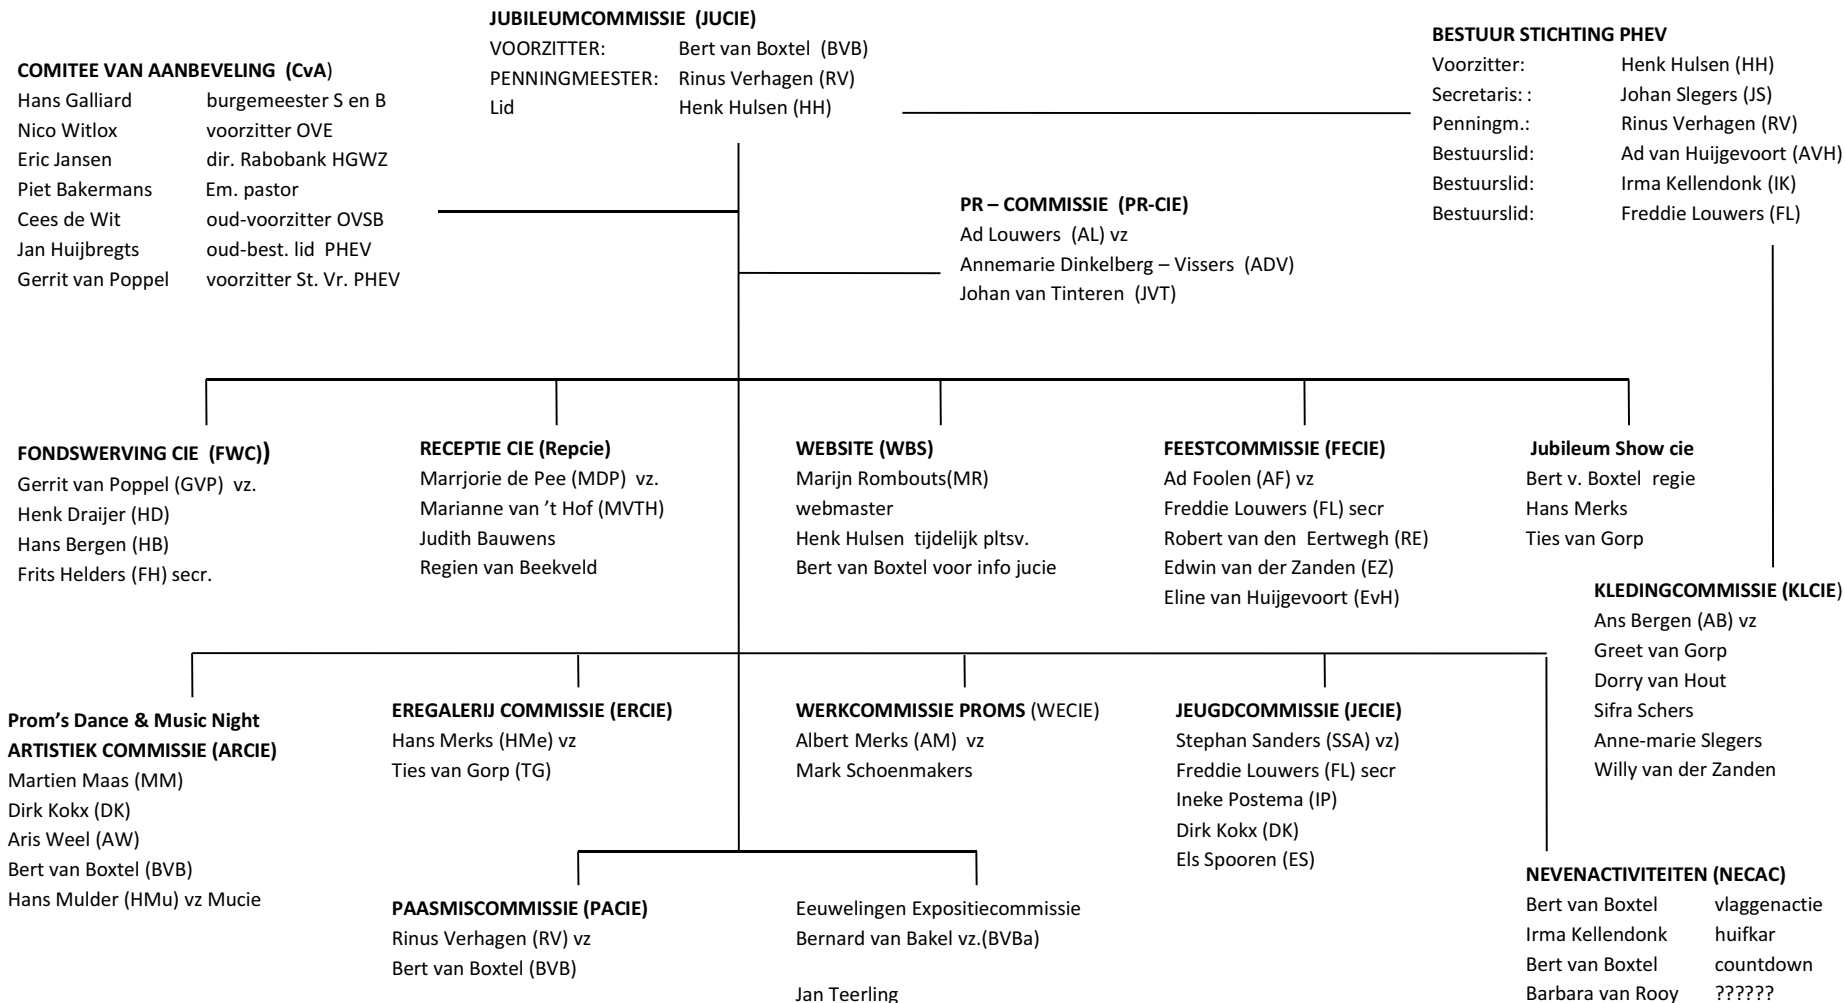 JUBILEUMCOMMISSIE (JUCIE)
VOORZITTER: Bert van Boxtel (BVB)
PENNINGMEESTER: Rinus Verhagen (RV)
Lid Henk Hulsen (HH)
BESTUUR STICHTING PHEV
Voorzitter: Henk Hulsen (HH)
Secretaris: : Johan Slegers (JS)
Penningm.: Rinus Verhagen (RV)
Bestuurslid: Ad van Huijgevoort (AVH)
Bestuurslid: Irma Kellendonk (IK)
Bestuurslid: Freddie Louwers (FL)
COMITEE VAN AANBEVELING (CvA)
Hans Galliard burgemeester S en B
Nico Witlox voorzitter OVE
Eric Jansen dir. Rabobank HGWZ
Piet Bakermans Em. pastor
Cees de Wit oud-voorzitter OVSB
Jan Huijbregts oud-best. lid PHEV
Gerrit van Poppel voorzitter St. Vr. PHEV
PR – COMMISSIE (PR-CIE)
Ad Louwers (AL) vz
Annemarie Dinkelberg – Vissers (ADV)
Johan van Tinteren (JVT)
FONDSWERVING CIE (FWC))
Gerrit van Poppel (GVP) vz.
Henk Draijer (HD)
Hans Bergen (HB)
Frits Helders (FH) secr.
RECEPTIE CIE (Repcie)
Marrjorie de Pee (MDP) vz.
Marianne van ’t Hof (MVTH)
Judith Bauwens
Regien van Beekveld
WEBSITE (WBS)
Marijn Rombouts(MR)
webmaster
Henk Hulsen tijdelijk pltsv.
Bert van Boxtel voor info jucie
FEESTCOMMISSIE (FECIE)
Ad Foolen (AF) vz
Freddie Louwers (FL) secr
Robert van den Eertwegh (RE)
Edwin van der Zanden (EZ)
Eline van Huijgevoort (EvH)
Jubileum Show cie
Bert v. Boxtel regie
Hans Merks
Ties van Gorp
KLEDINGCOMMISSIE (KLCIE)
Ans Bergen (AB) vz
Greet van Gorp
Dorry van Hout
Sifra Schers
Anne-marie Slegers
Willy van der Zanden
Prom’s Dance & Music Night
ARTISTIEK COMMISSIE (ARCIE)
Martien Maas (MM)
Dirk Kokx (DK)
Aris Weel (AW)
Bert van Boxtel (BVB)
Hans Mulder (HMu) vz Mucie
EREGALERIJ COMMISSIE (ERCIE)
Hans Merks (HMe) vz
Ties van Gorp (TG)
WERKCOMMISSIE PROMS (WECIE)
Albert Merks (AM) vz
Mark Schoenmakers
JEUGDCOMMISSIE (JECIE)
Stephan Sanders (SSA) vz)
Freddie Louwers (FL) secr
Ineke Postema (IP)
Dirk Kokx (DK)
Els Spooren (ES)
PAASMISCOMMISSIE (PACIE)
Rinus Verhagen (RV) vz
Bert van Boxtel (BVB)
Eeuwelingen Expositiecommissie
Bernard van Bakel vz.(BVBa)
Jan Teerling
NEVENACTIVITEITEN (NECAC)
Bert van Boxtel vlaggenactie
Irma Kellendonk huifkar
Bert van Boxtel countdown
Barbara van Rooy ??????